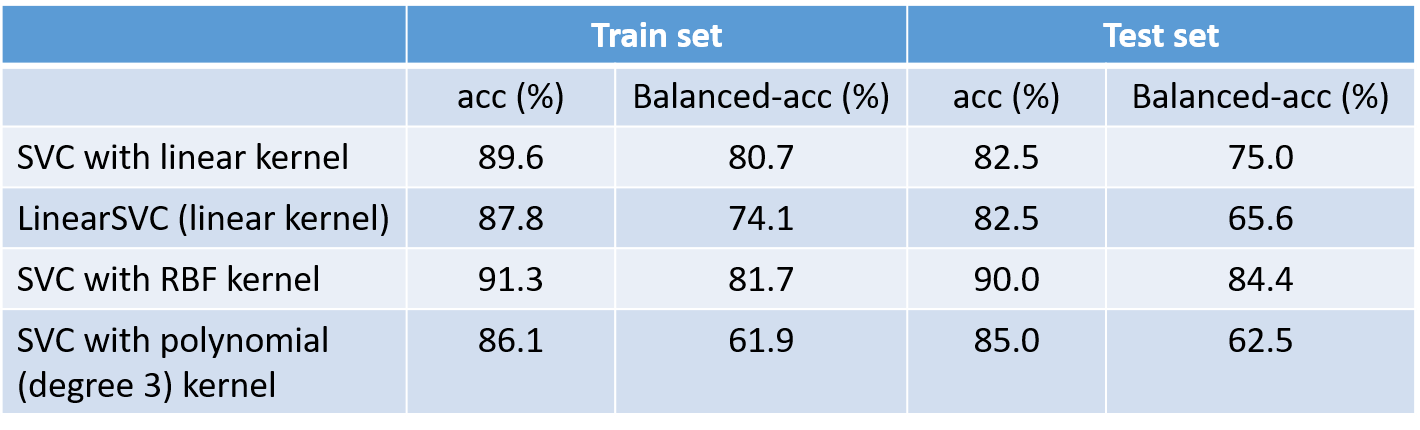 Train set Test set
acc (%) Balanced-acc (%) acc (%) Balanced-acc (%)
SVC with linear kernel 89.6 80.7 82.5 75.0
LinearSVC (linear kernel) 87.8 74.1 82.5 65.6
SVC with RBF kernel 91.3 81.7 90.0 84.4
SVC with polynomial 86.1 61.9 85.0 62.5
(degree 3) kernel